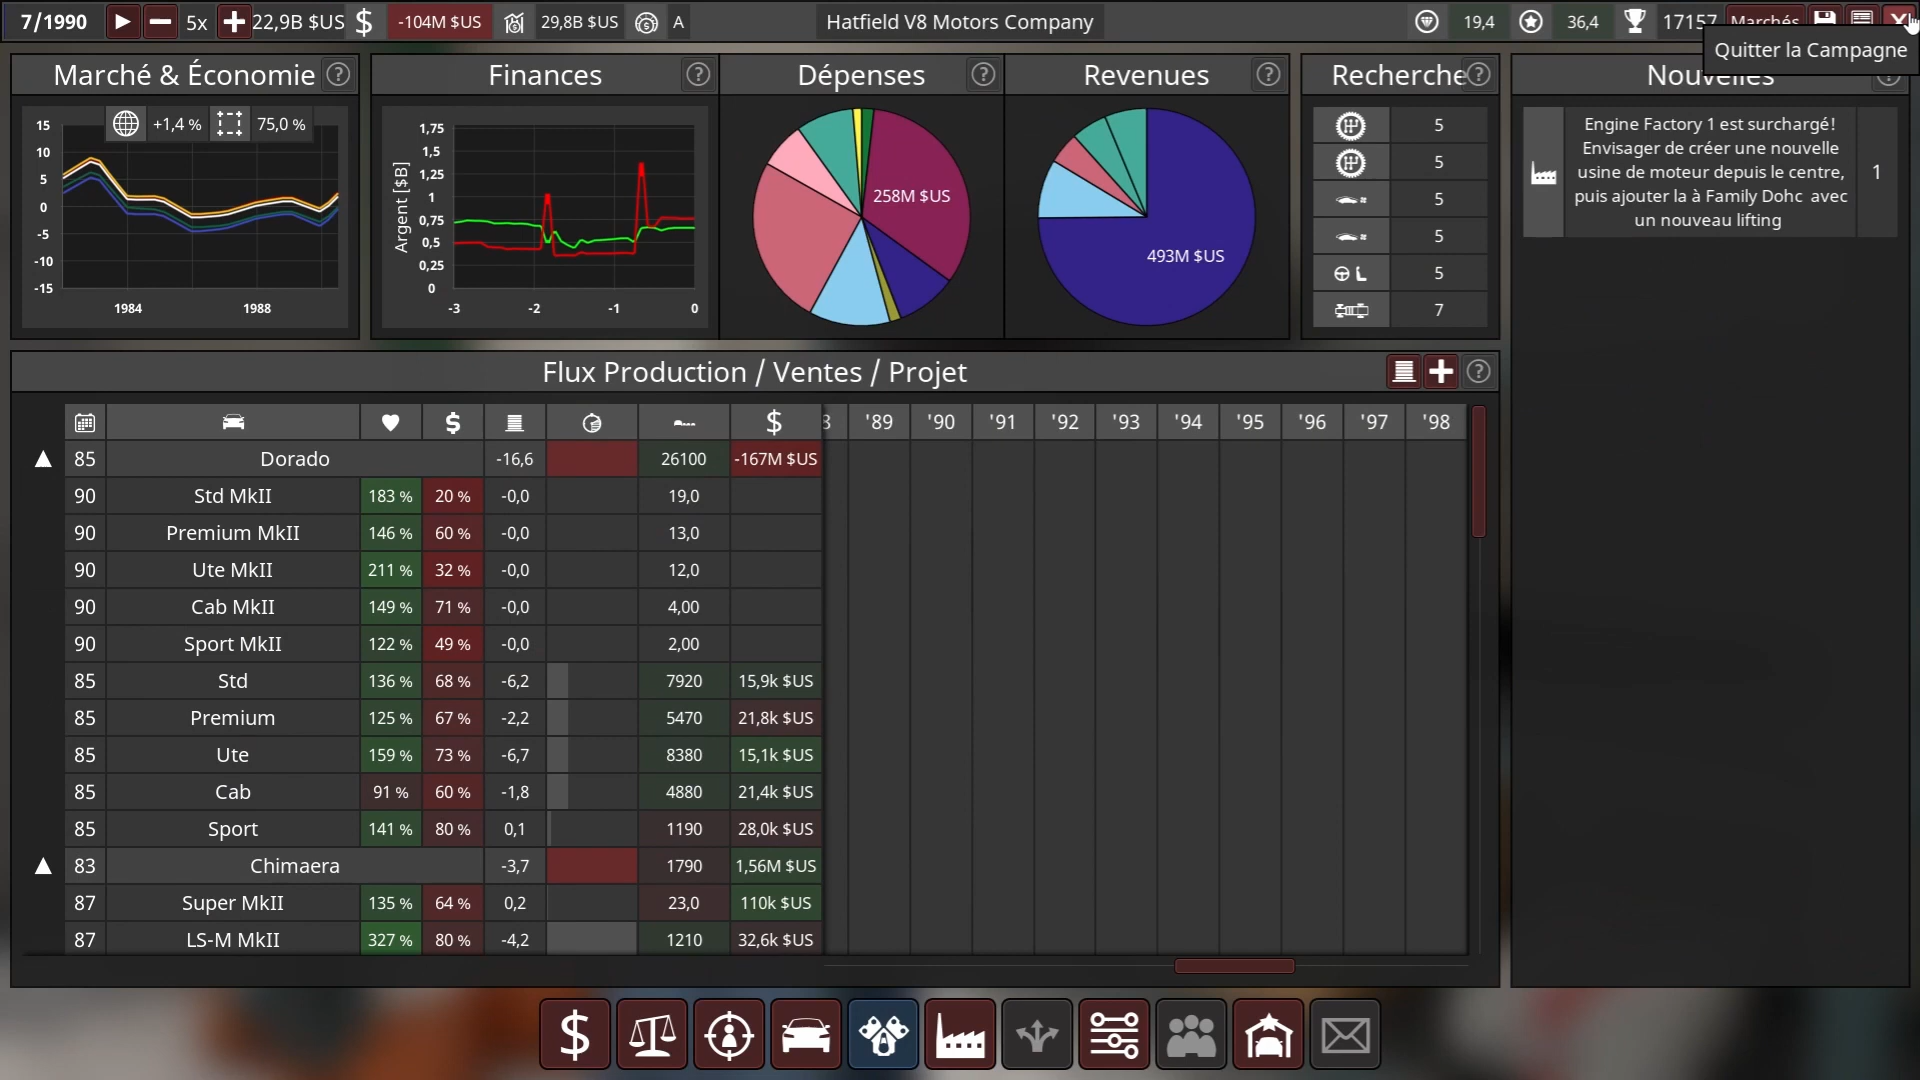 7/1990
5x
22,9B $US
$
-104M $US
29,8B $US
A
Hatfield V8 Motors Company
19,4
36,4
17157
Marchés
Quitter la Campagne
Marché & Économie
?
+1,4 %
75,0 %
15
10
5
0
-5
-10
-15
1984
1988
Finances
?
Argent [$B]
1,75
1,5
1,25
1
0,75
0,5
0,25
0
-3
-2
-1
0
Dépenses
?
258M $US
Revenues
?
493M $US
Recherche
?
5
5
5
5
5
7
Nouvelles
Engine Factory 1 est surchargé!
Envisager de créer une nouvelle
usine de moteur depuis le centre,
puis ajouter la à Family Dohc avec
un nouveau lifting
1
Flux Production / Ventes / Projet
?
$ $ '89 '90 '91 '92 '93 '94 '95 '96 '97 '98
85 Dorado -16,6 26100 -167M $US
90 Std MkII 183 % 20 % -0,0 19,0
90 Premium MkII 146 % 60 % -0,0 13,0
90 Ute MkII 211 % 32 % -0,0 12,0
90 Cab MkII 149 % 71 % -0,0 4,00
90 Sport MkII 122 % 49 % -0,0 2,00
85 Std 136 % 68 % -6,2 7920 15,9k $US
85 Premium 125 % 67 % -2,2 5470 21,8k $US
85 Ute 159 % 73 % -6,7 8380 15,1k $US
85 Cab 91 % 60 % -1,8 4880 21,4k $US
85 Sport 141 % 80 % 0,1 1190 28,0k $US
83 Chimaera -3,7 1790 1,56M $US
87 Super MkII 135 % 64 % 0,2 23,0 110k $US
87 LS-M MkII 327 % 80 % -4,2 1210 32,6k $US
$